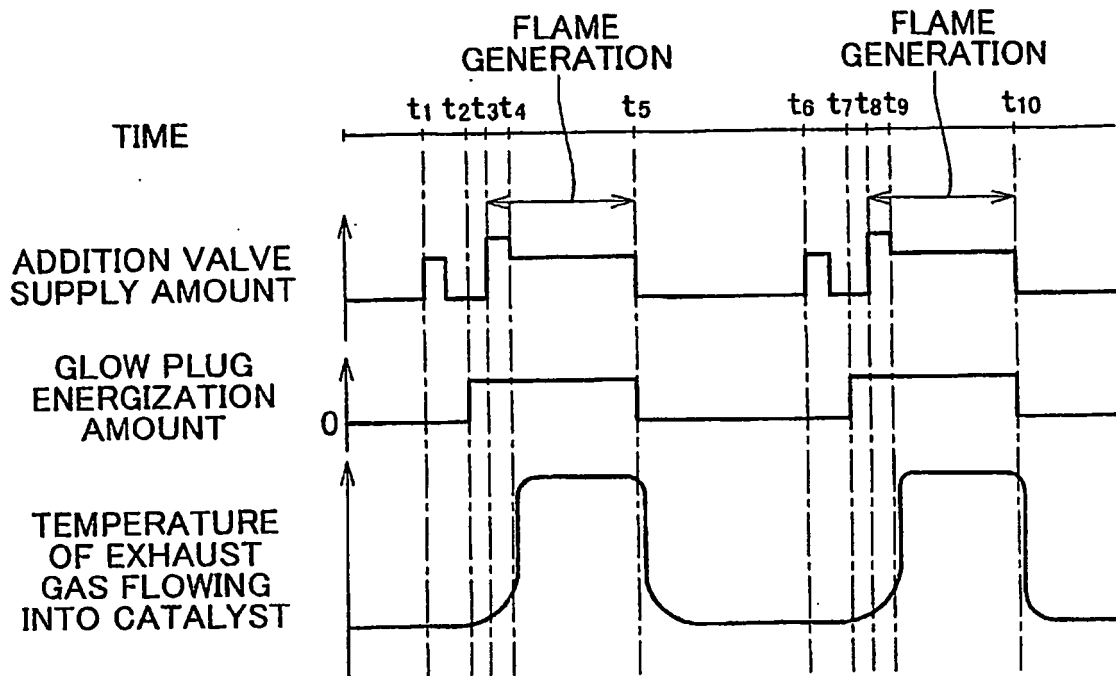 FLAME
GENERATION
FLAME
GENERATION
TIME
t1 t2 t3 t4 t5 t6 t7 t8 t9 t10
ADDITION VALVE
SUPPLY AMOUNT
GLOW PLUG
ENERGIZATION
AMOUNT
0
TEMPERATURE
OF EXHAUST
GAS FLOWING
INTO CATALYST